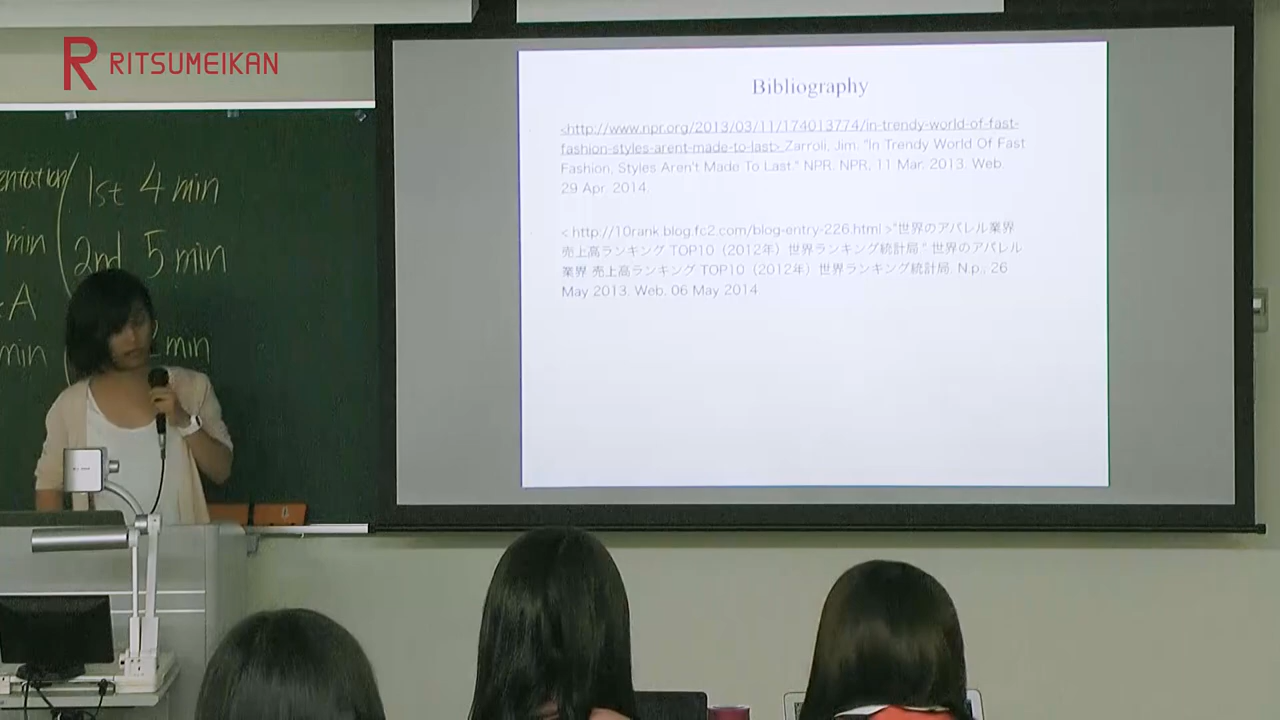 RITSUMEIKAN
entation
1st 4 min
min
2nd 5 min
A
min
2 min
Bibliography
<http://www.npr.org/2013/03/11/174013774/in-trendy-world-of-fast-
fashion-styles-arent-made-to-last> Zarroli, Jim. "In Trendy World Of Fast
Fashion, Styles Aren't Made To Last." NPR. NPR, 11 Mar. 2013. Web.
29 Apr. 2014.
< http://10rank.blog.fc2.com/blog-entry-226.html >"世界のアパレル業界
売上高ランキング TOP10（2012年）世界ランキング統計局." 世界のアパレル
業界 売上高ランキング TOP10（2012年）世界ランキング統計局. N.p., 26
May 2013. Web. 06 May 2014